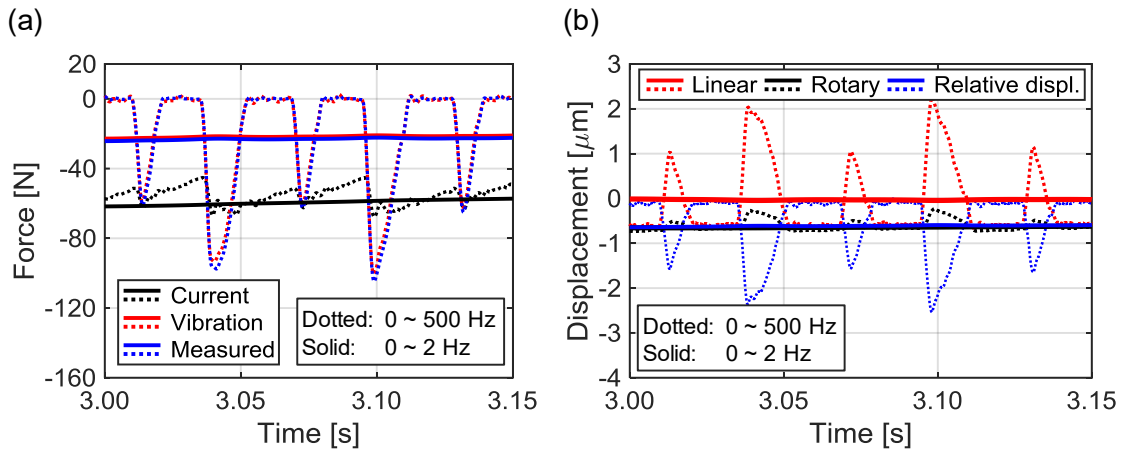 (a)
(b)
20
0
-40
-80
-120
-160
Force [N]
Current
Vibration
Measured
Dotted: 0 ~ 500 Hz
Solid: 0 ~ 2 Hz
3.00 3.05 3.10 3.15
Time [s]
3
2
1
0
-1
-2
-3
-4
Displacement [μm]
Linear Rotary Relative displ.
Dotted: 0 ~ 500 Hz
Solid: 0 ~ 2 Hz
3.00 3.05 3.10 3.15
Time [s]